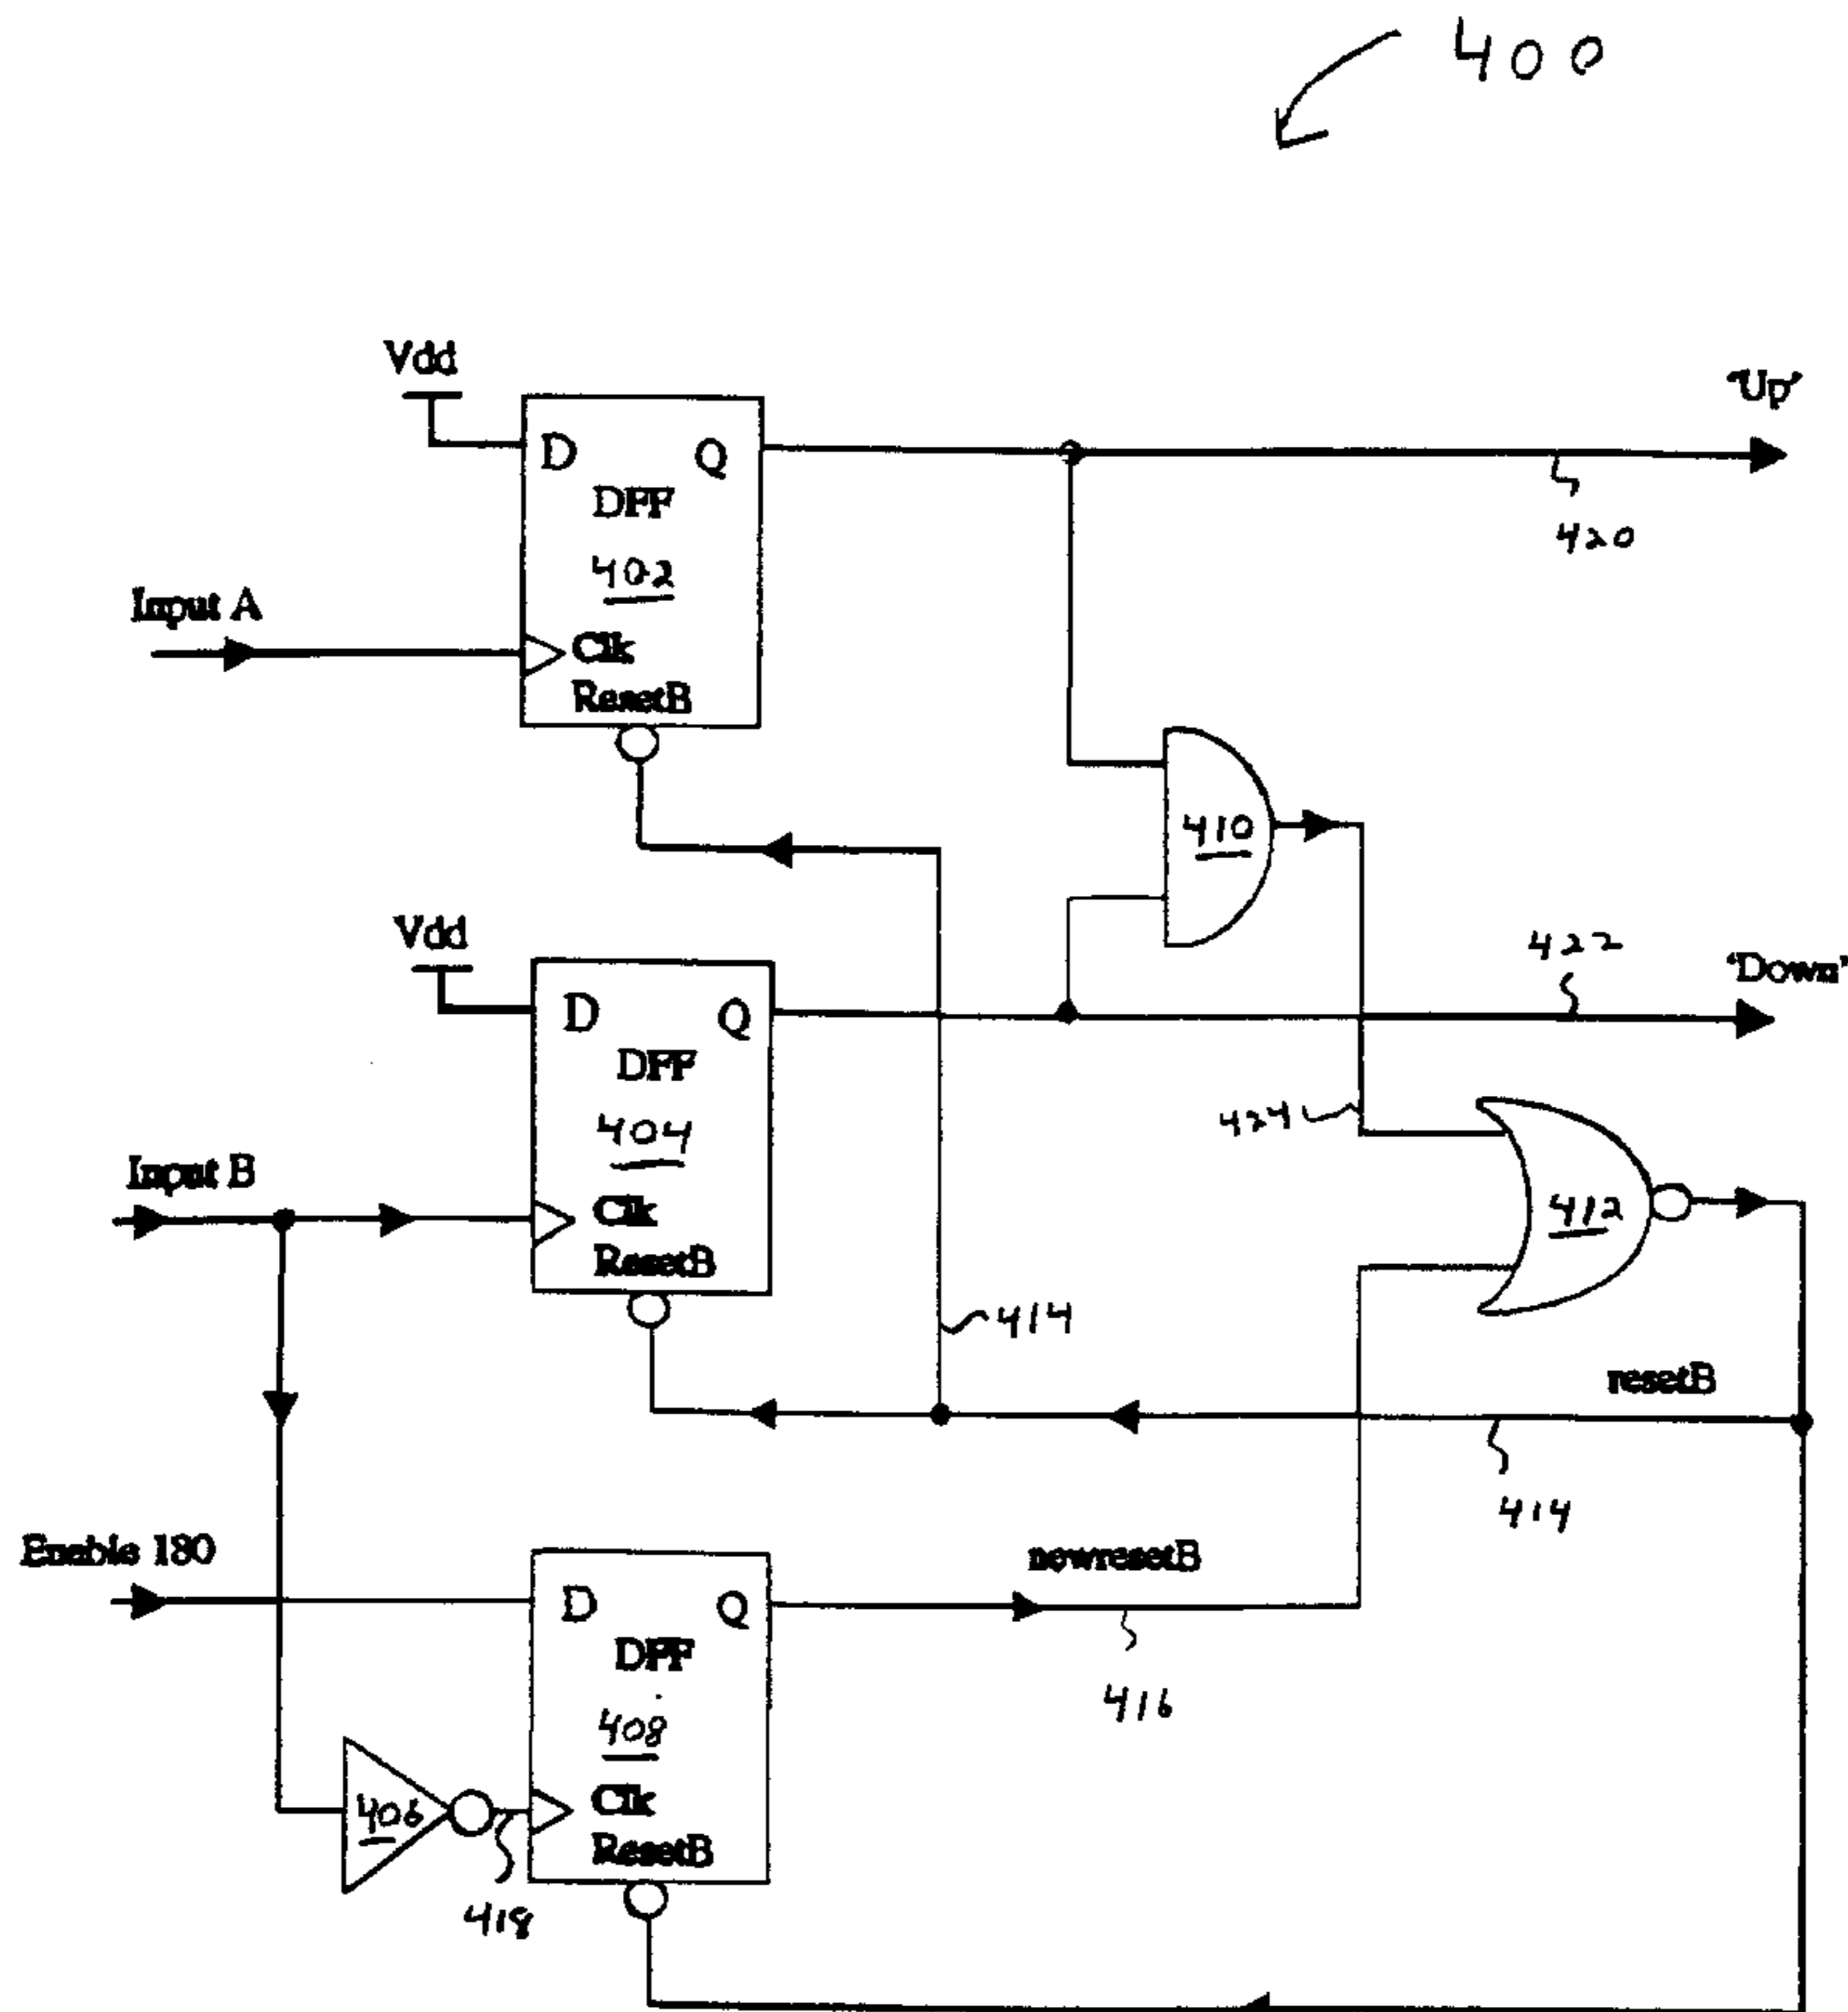 400
Vdd
"Up"
D
Q
DFF
402
420
Input A
Clk
ResetB
410
Vdd
422
"Down"
D
Q
DFF
404
424
Input B
Clk
ResetB
412
414
resetB
414
Enable 180
newresetB
D
Q
DFF
416
408
406
Clk
ResetB
418